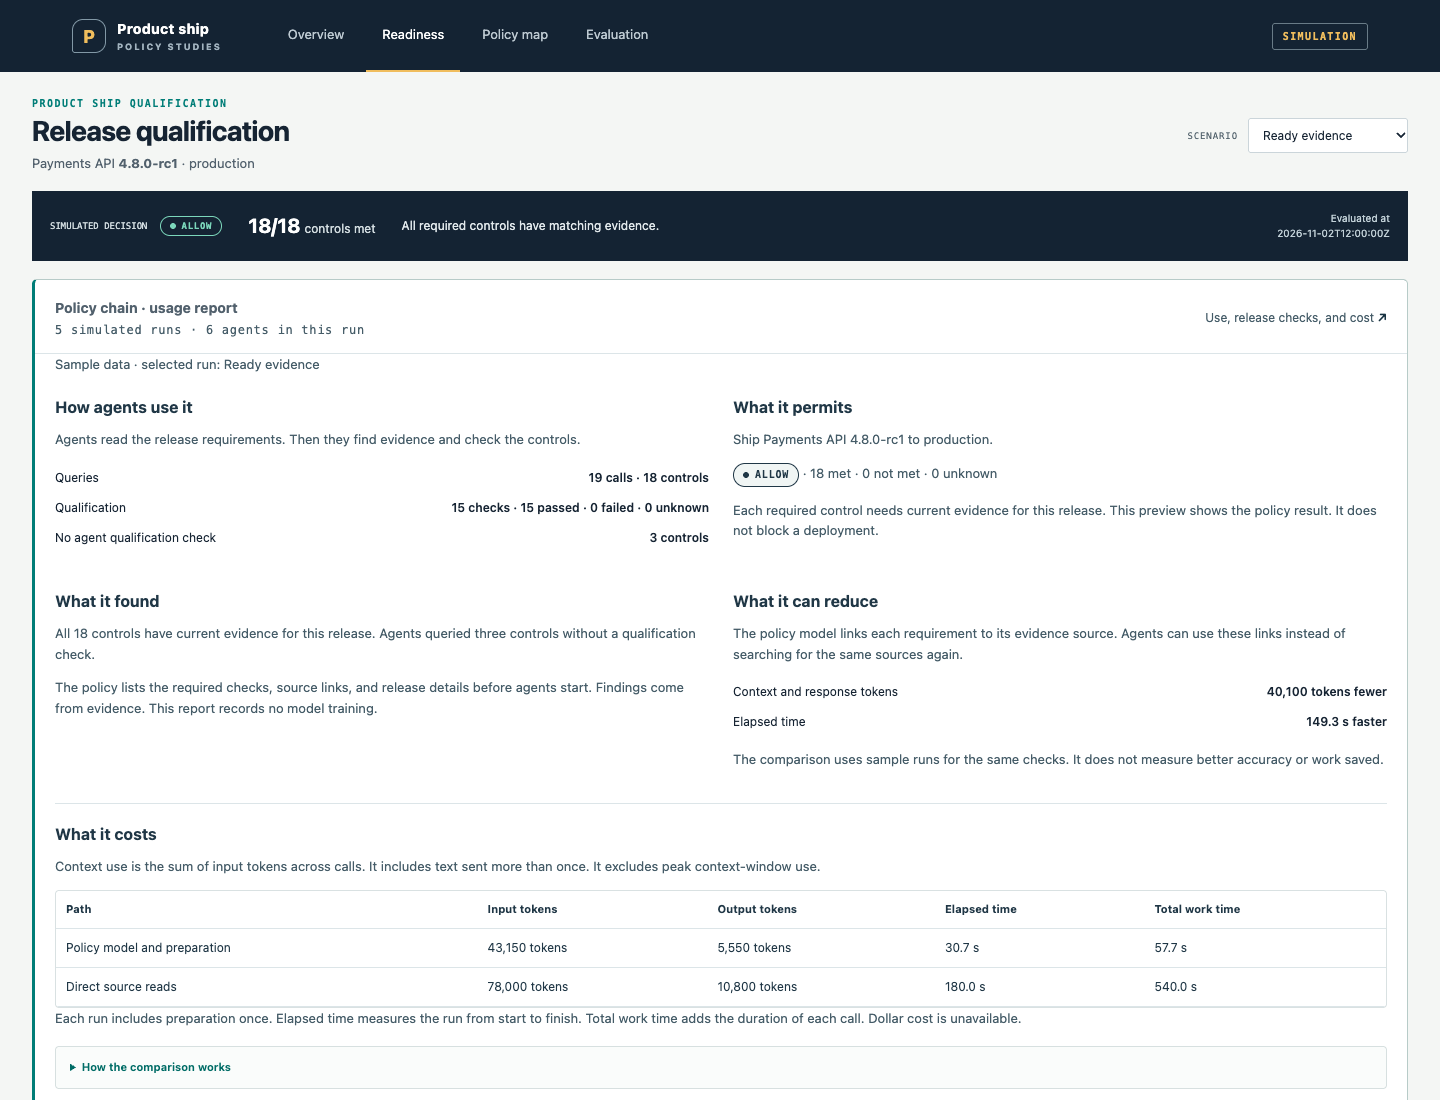 P
Product ship
POLICY STUDIES
Overview
Readiness
Policy map
Evaluation
SIMULATION
PRODUCT SHIP QUALIFICATION
Release qualification
Payments API 4.8.0-rc1 · production
SCENARIO
Ready evidence
SIMULATED DECISION
ALLOW
18/18 controls met
All required controls have matching evidence.
Evaluated at
2026-11-02T12:00:00Z
Policy chain · usage report
5 simulated runs · 6 agents in this run
Use, release checks, and cost ↗
Sample data · selected run: Ready evidence
How agents use it
Agents read the release requirements. Then they find evidence and check the controls.
Queries 19 calls · 18 controls
Qualification 15 checks · 15 passed · 0 failed · 0 unknown
No agent qualification check 3 controls
What it permits
Ship Payments API 4.8.0-rc1 to production.
ALLOW · 18 met · 0 not met · 0 unknown
Each required control needs current evidence for this release. This preview shows the policy result. It does
not block a deployment.
What it found
All 18 controls have current evidence for this release. Agents queried three controls without a qualification
check.
The policy lists the required checks, source links, and release details before agents start. Findings come
from evidence. This report records no model training.
What it can reduce
The policy model links each requirement to its evidence source. Agents can use these links instead of
searching for the same sources again.
Context and response tokens 40,100 tokens fewer
Elapsed time 149.3 s faster
The comparison uses sample runs for the same checks. It does not measure better accuracy or work saved.
What it costs
Context use is the sum of input tokens across calls. It includes text sent more than once. It excludes peak context-window use.
Path Input tokens Output tokens Elapsed time Total work time
Policy model and preparation 43,150 tokens 5,550 tokens 30.7 s 57.7 s
Direct source reads 78,000 tokens 10,800 tokens 180.0 s 540.0 s
Each run includes preparation once. Elapsed time measures the run from start to finish. Total work time adds the duration of each call. Dollar cost is unavailable.
How the comparison works